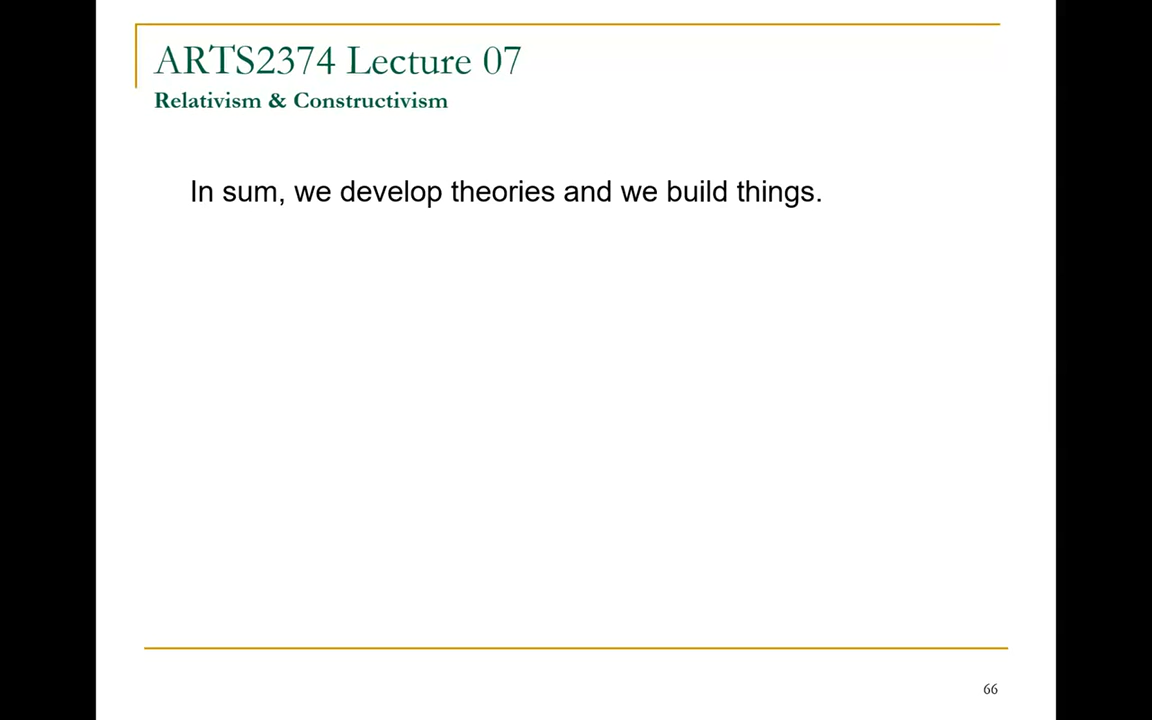 ARTS2374 Lecture 07
Relativism & Constructivism
In sum, we develop theories and we build things.
66